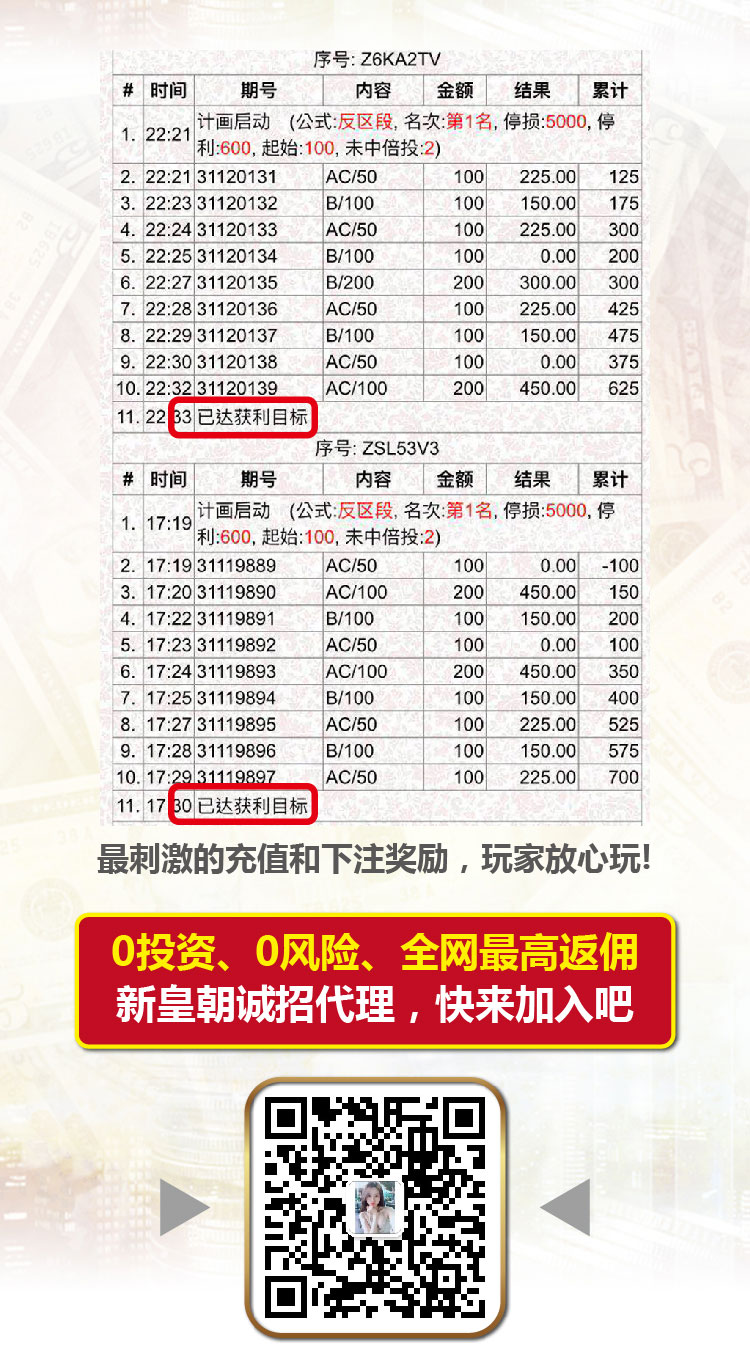 序号: Z6KA2TV
# 时间 期号 内容 金额 结果 累计
1. 22:21 计画启动 (公式:反区段, 名次:第1名, 停损:5000, 停
利:600, 起始:100, 未中倍投:2)
2. 22:21 31120131 AC/50 100 225.00 125
3. 22:23 31120132 B/100 100 150.00 175
4. 22:24 31120133 AC/50 100 225.00 300
5. 22:25 31120134 B/100 100 0.00 200
6. 22:27 31120135 B/200 200 300.00 300
7. 22:28 31120136 AC/50 100 225.00 425
8. 22:29 31120137 B/100 100 150.00 475
9. 22:30 31120138 AC/50 100 0.00 375
10. 22:32 31120139 AC/100 200 450.00 625
11. 22:33 已达获利目标
序号: ZSL53V3
# 时间 期号 内容 金额 结果 累计
1. 17:19 计画启动 (公式:反区段, 名次:第1名, 停损:5000, 停
利:600, 起始:100, 未中倍投:2)
2. 17:19 31119889 AC/50 100 0.00 -100
3. 17:20 31119890 AC/100 200 450.00 150
4. 17:22 31119891 B/100 100 150.00 200
5. 17:23 31119892 AC/50 100 0.00 100
6. 17:24 31119893 AC/100 200 450.00 350
7. 17:25 31119894 B/100 100 150.00 400
8. 17:27 31119895 AC/50 100 225.00 525
9. 17:28 31119896 B/100 100 150.00 575
10. 17:29 31119897 AC/50 100 225.00 700
11. 17:30 已达获利目标
最刺激的充值和下注奖励，玩家放心玩!
0投资、0风险、全网最高返佣
新皇朝诚招代理，快来加入吧